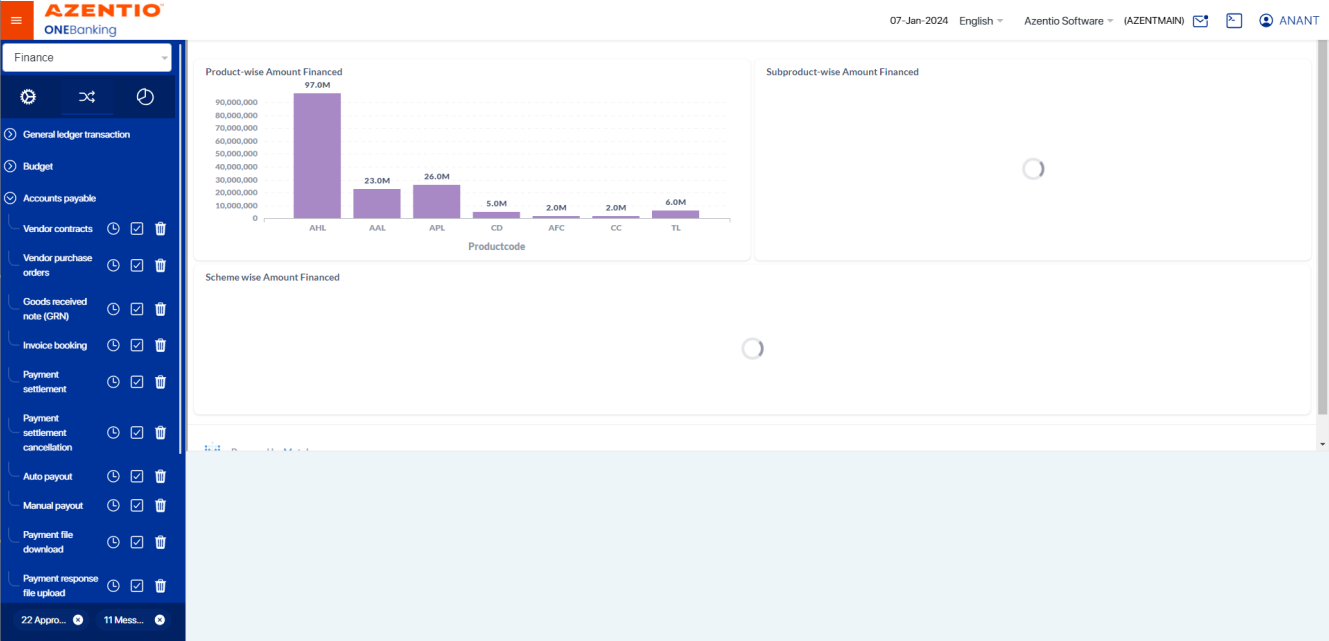 AZENTIO
ONEBanking
07-Jan-2024 English Azentio Software (AZENTMAIN) ANANT
Finance
General ledger transaction
Budget
Accounts payable
Vendor contracts
Vendor purchase
orders
Goods received
note (GRN)
Invoice booking
Payment
settlement
Payment
settlement
cancellation
Auto payout
Manual payout
Payment file
download
Payment response
file upload
22 Appro... 11 Mess...
Product-wise Amount Financed
97.0M
90,000,000
80,000,000
70,000,000
60,000,000
50,000,000
40,000,000
30,000,000
20,000,000
10,000,000
0
23.0M
26.0M
5.0M
2.0M
2.0M
6.0M
AHL AAL APL CD AFC CC TL
Productcode
Subproduct-wise Amount Financed
Scheme wise Amount Financed